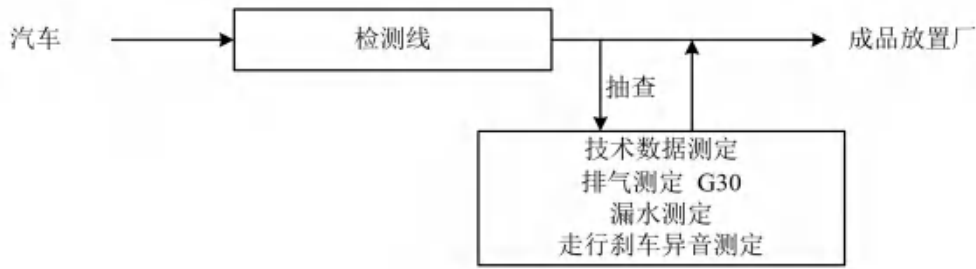 汽车
检测线
成品放置厂
抽查
技术数据测定
排气测定 G30
漏水测定
走行刹车异音测定